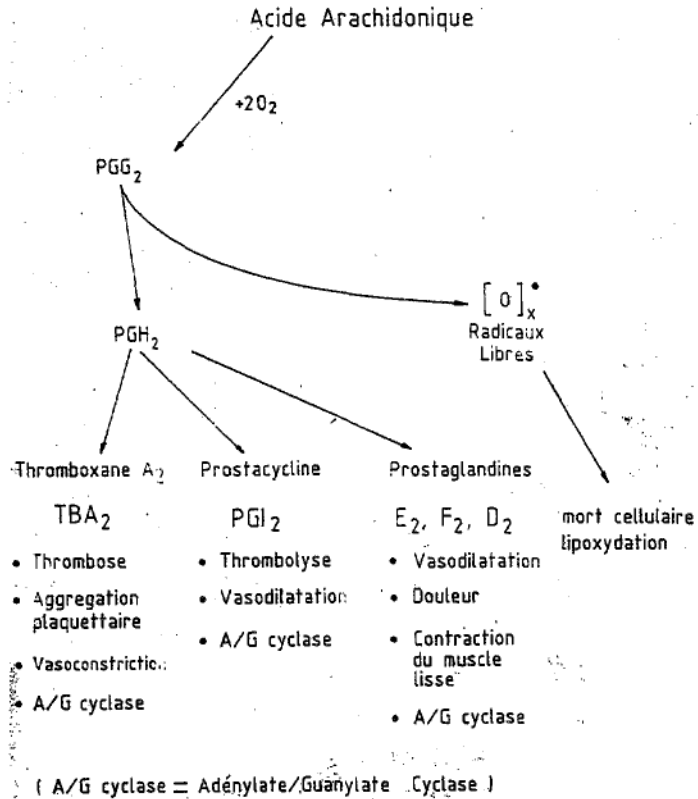 Acide Arachidonique
+2O₂
PGG₂
[O]ₓ•
Radicaux
Libres
PGH₂
Thromboxane A₂
TBA₂
• Thrombose
• Aggregation
plaquettaire
• Vasoconstrictic
• A/G cyclase
Prostacycline
PGI₂
• Thrombolyse
• Vasodilatation
• A/G cyclase
Prostaglandines
E₂, F₂, D₂
• Vasodilatation
• Douleur
• Contraction
du muscle
lisse
• A/G cyclase
mort cellulaire
lipoxydation
( A/G cyclase = Adénylate/Guanylate Cyclase )